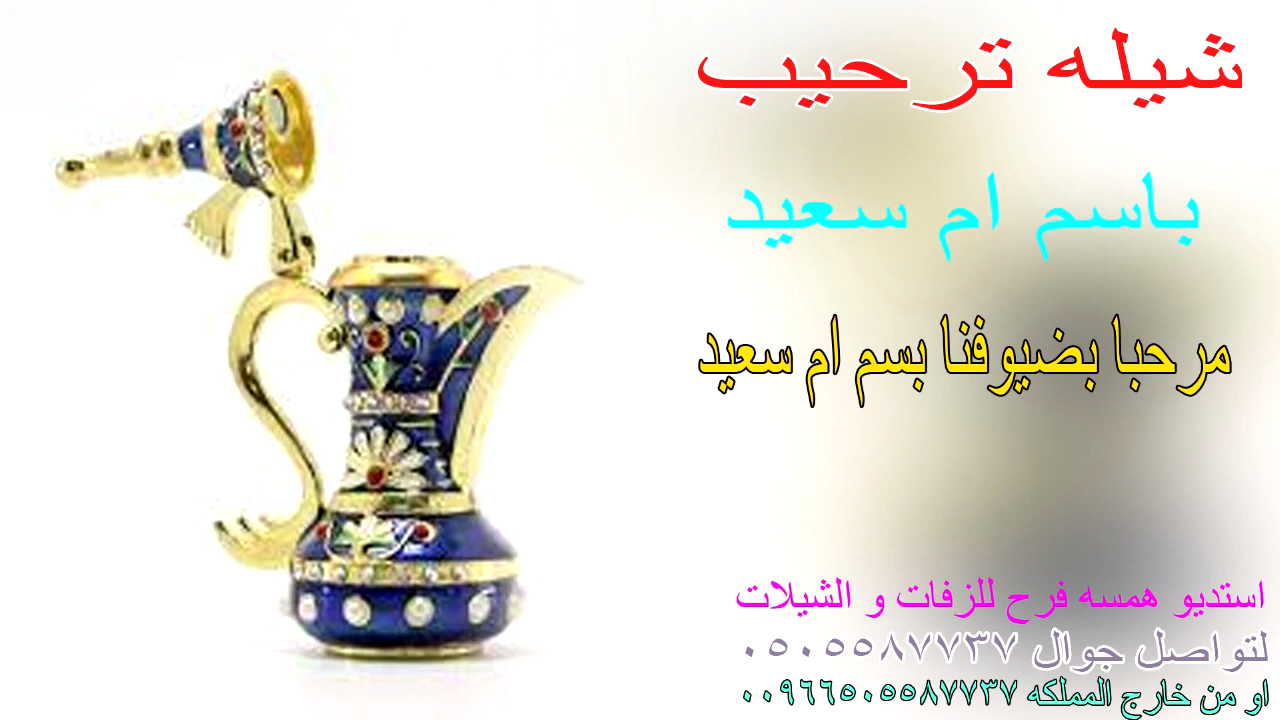 شيله ترحيب
باسم ام سعيد
مرحبا بضيوفنا بسم ام سعيد
استديو همسه فرح للزفات و الشيلات
لتواصل جوال ٠٥٠٥٥٨٧٧٣٧
او من خارج المملكه ٠٠٩٦٦٥٠٥٥٨٧٧٣٧